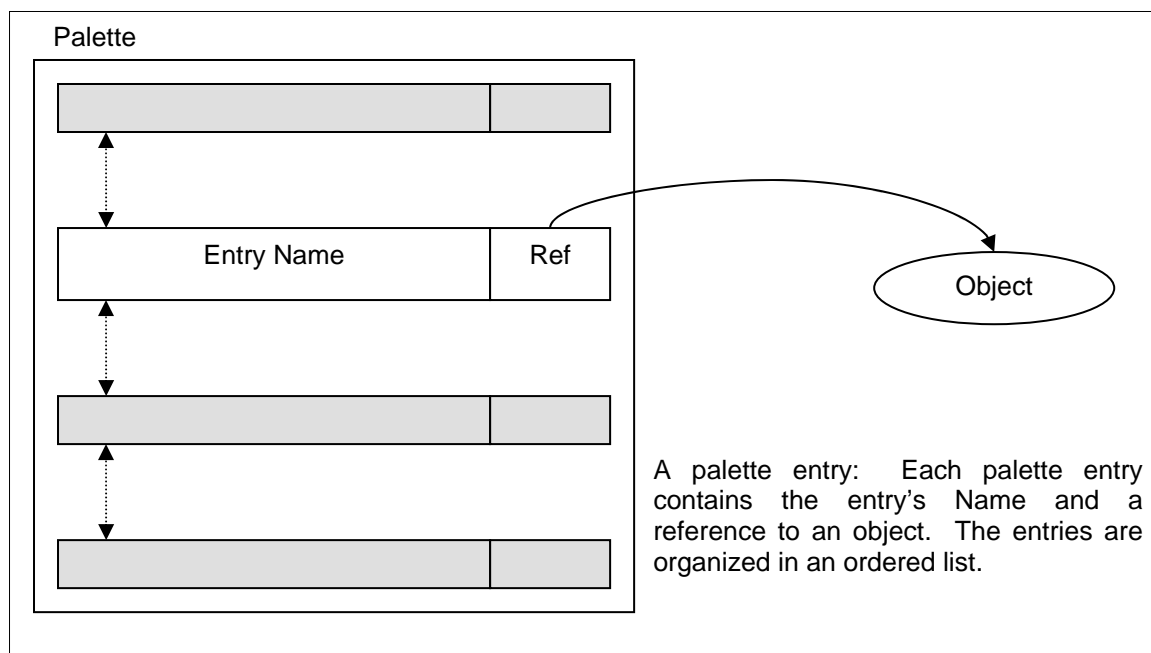 Palette
Entry Name
Ref
Object
A palette entry: Each palette entry
contains the entry's Name and a
reference to an object. The entries are
organized in an ordered list.